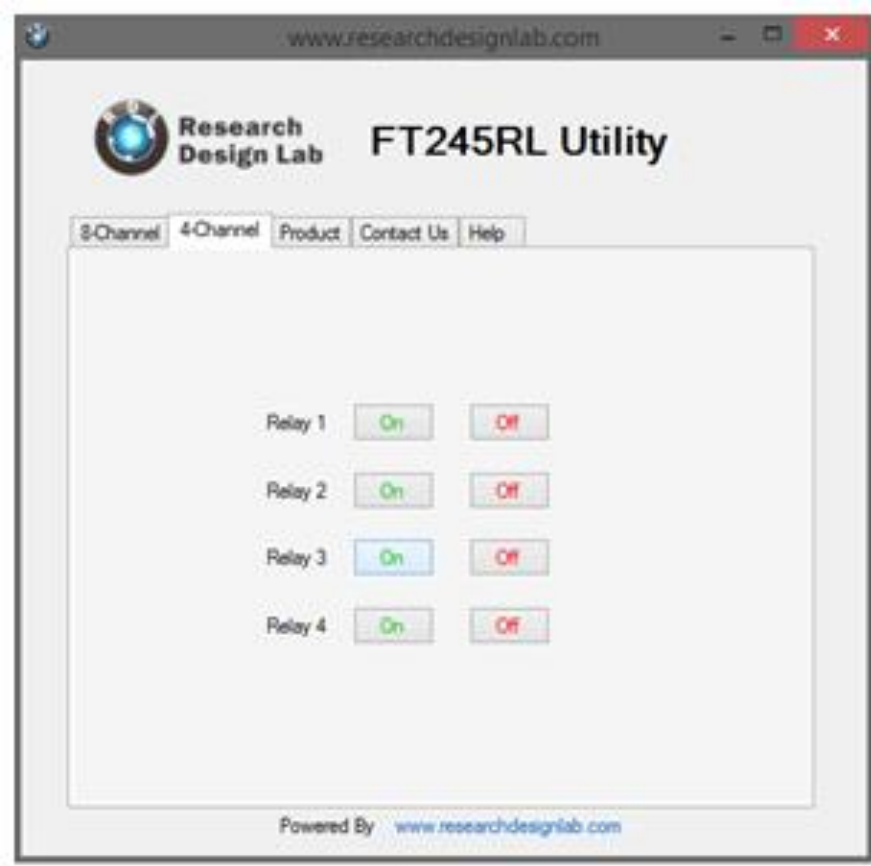 www.researchdesignlab.com
Research
Design Lab
FT245RL Utility
8-Channel 4-Channel Product Contact Us Help
Relay 1 On Off
Relay 2 On Off
Relay 3 On Off
Relay 4 On Off
Powered By www.researchdesignlab.com